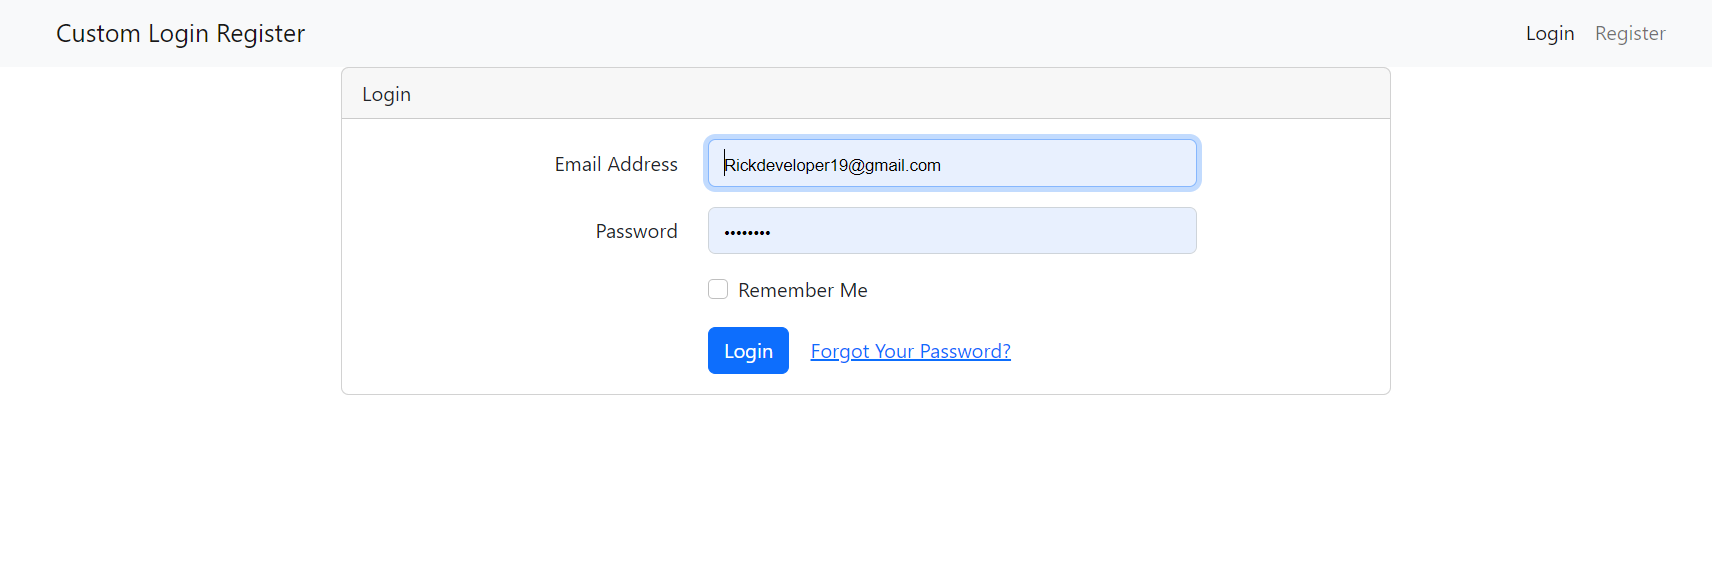 Custom Login Register Login Register
Login
Email Address Rickdeveloper19@gmail.com
Password ••••••••
Remember Me
Login Forgot Your Password?